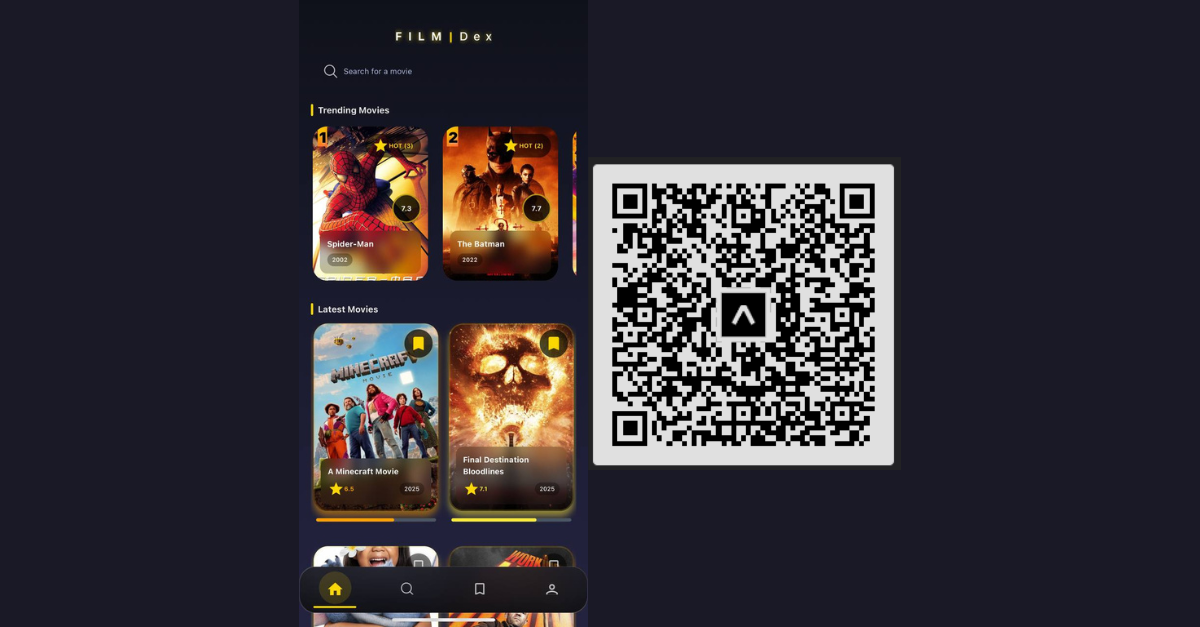 FILM|Dex
Search for a movie
Trending Movies
1
HOT (3)
7.3
Spider-Man
2002
2
HOT (2)
7.7
The Batman
2022
Latest Movies
MINECRAFT
MOVIE
A Minecraft Movie
6.5
2025
Final Destination
Bloodlines
7.1
2025